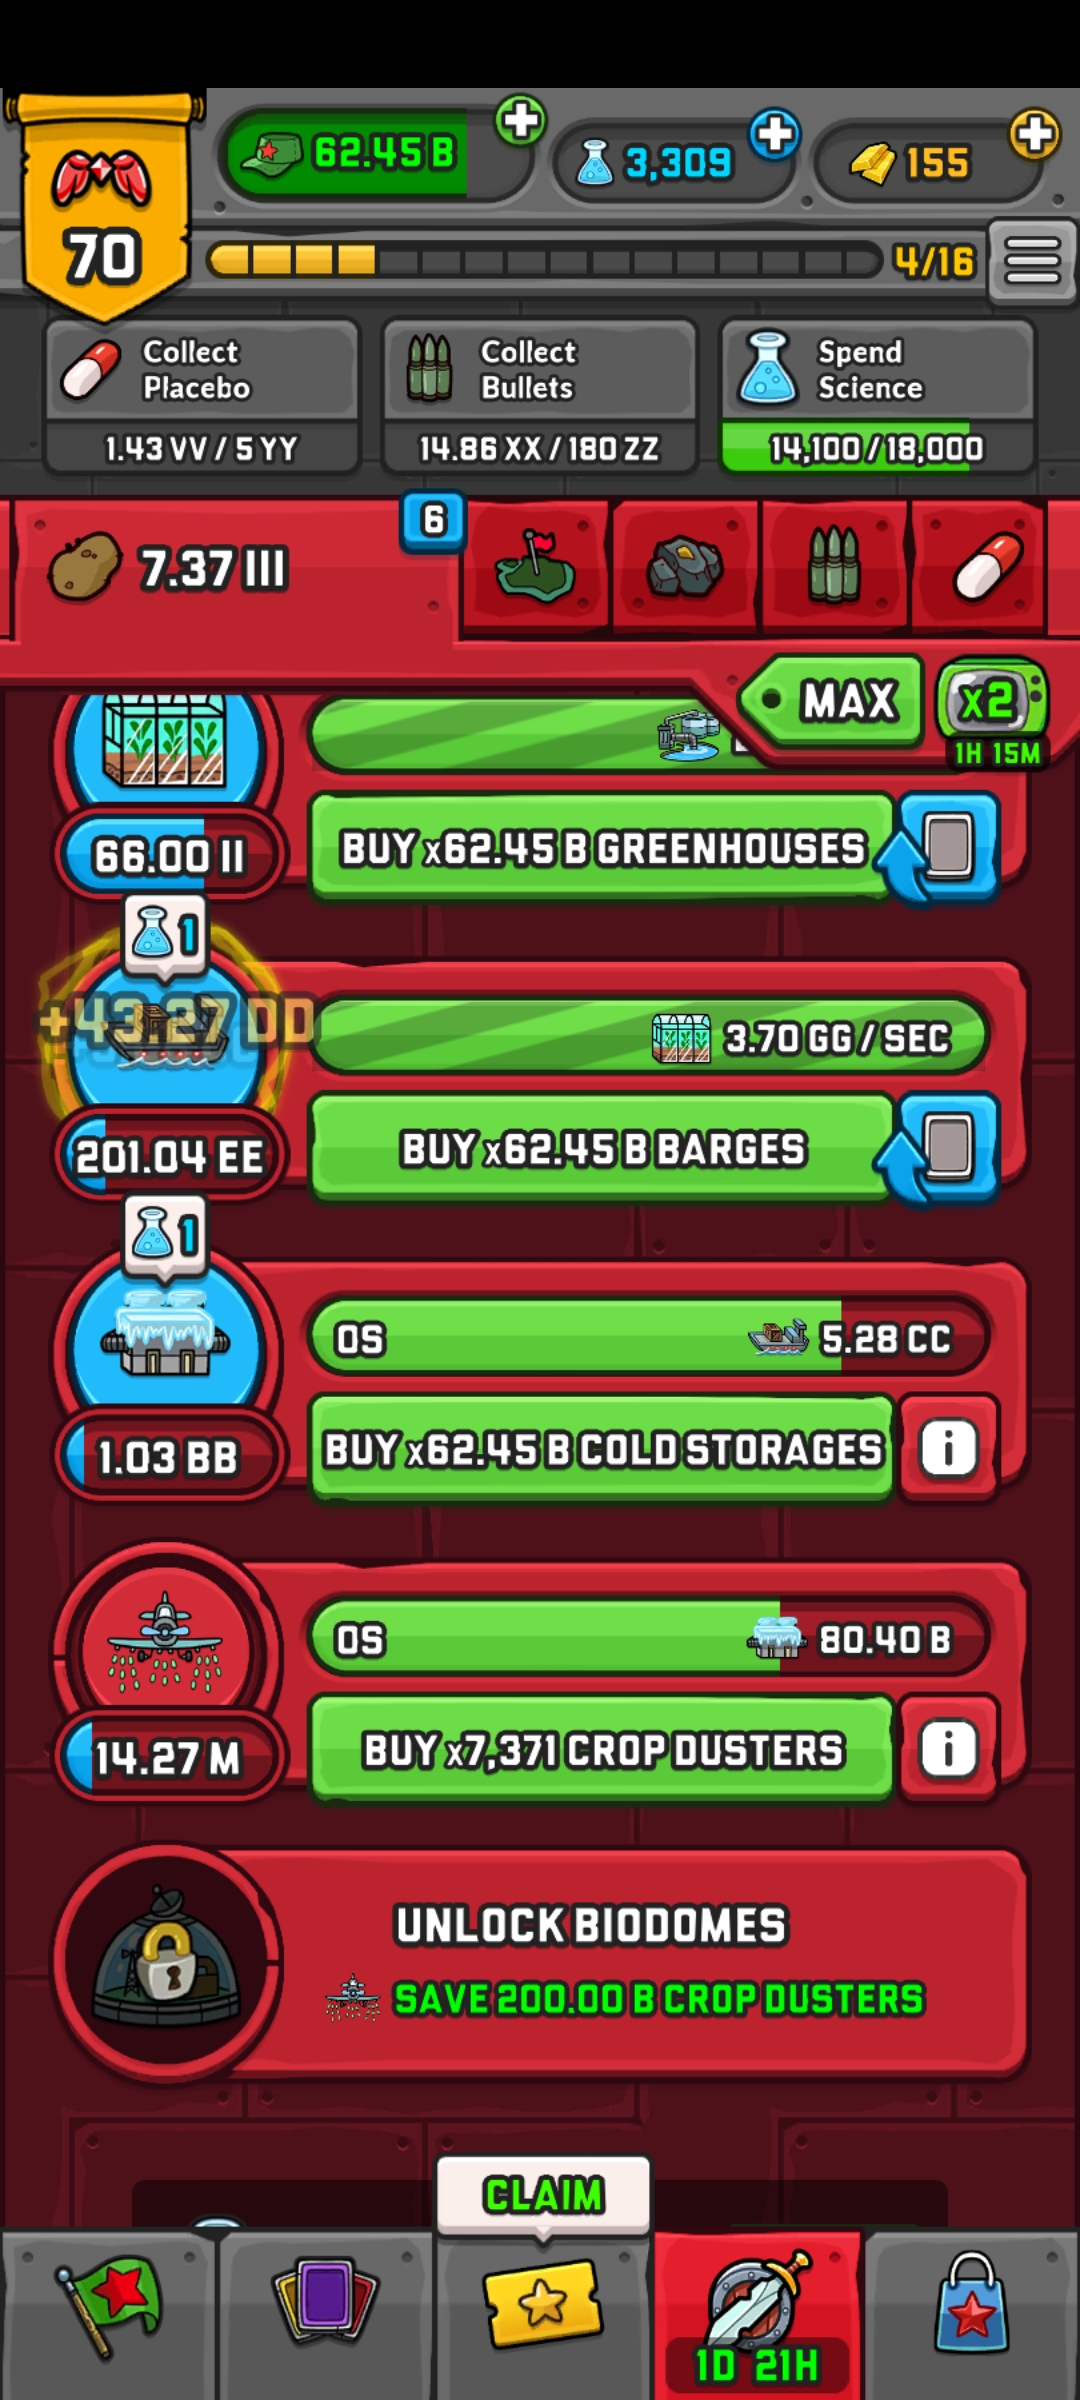 62.45 B
3,309
155
70
4/16
Collect
Placebo
1.43 VV / 5 YY
Collect
Bullets
14.86 XX / 180 ZZ
Spend
Science
14,100 / 18,000
7.37 III
6
MAX
x2
1H 15M
66.00 II
BUY x62.45 B GREENHOUSES
1
+43.27 DD
3.70 GG / SEC
201.04 EE
BUY x62.45 B BARGES
1
0S
5.28 CC
1.03 BB
BUY x62.45 B COLD STORAGES
i
0S
80.40 B
14.27 M
BUY x7,371 CROP DUSTERS
i
UNLOCK BIODOMES
SAVE 200.00 B CROP DUSTERS
CLAIM
1D 21H